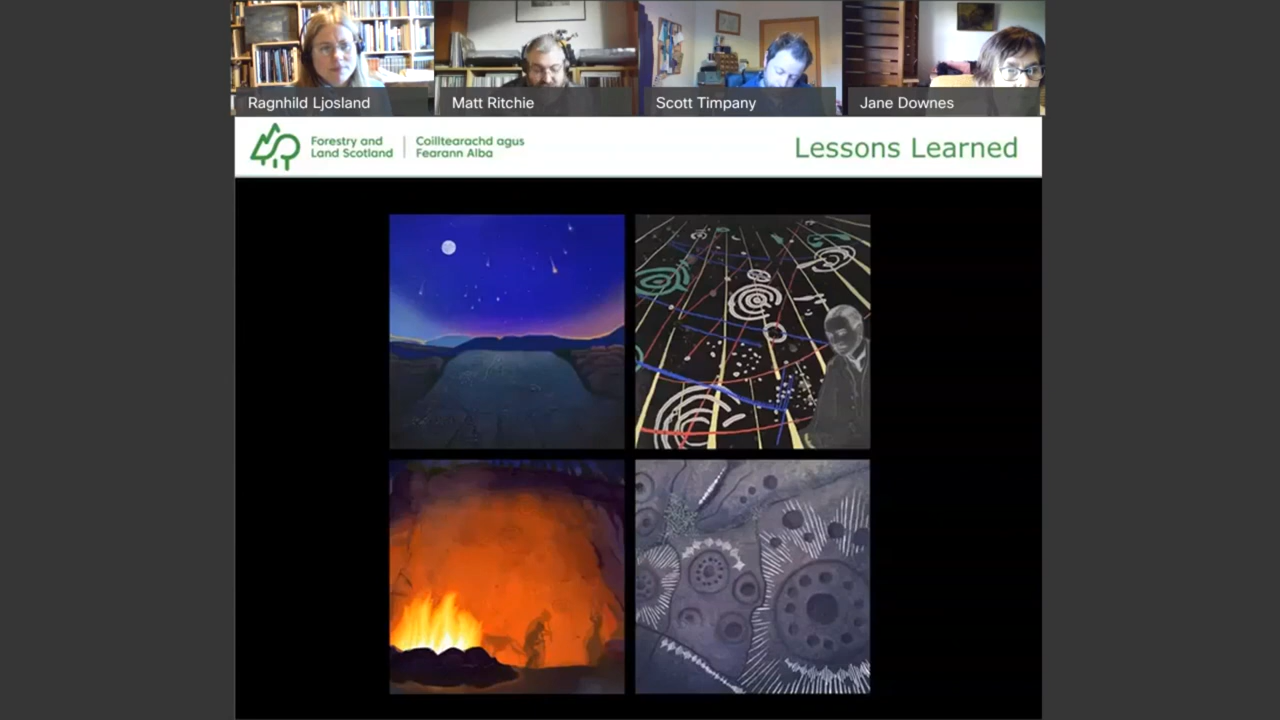 Ragnhild Ljosland
Matt Ritchie
Scott Timpany
Jane Downes
Forestry and
Land Scotland
Coilltearachd agus
Fearann Alba
Lessons Learned